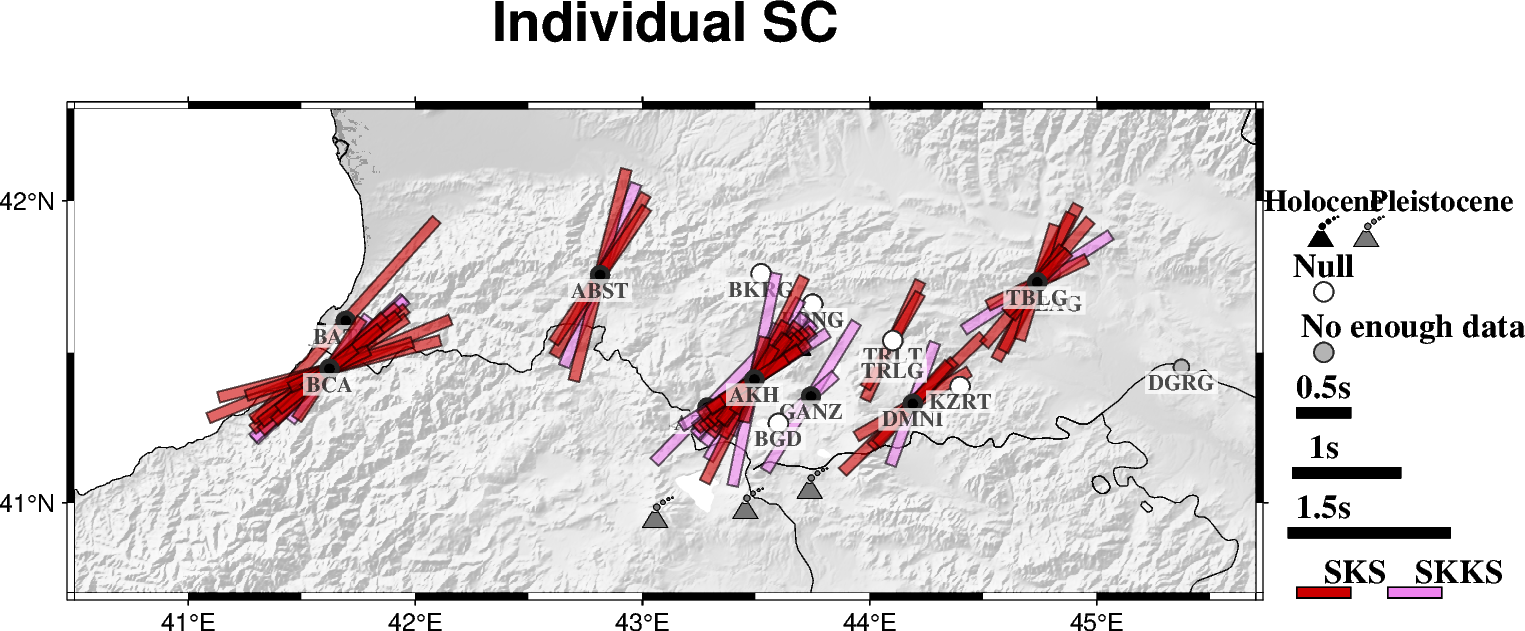 Individual SC
42°N
41°N
41°E
42°E
43°E
44°E
45°E
ABST
BCA
BKRG
AKH
GANZ
BGD
TRLT
TRLG
DMNI
KZRT
TBLG
DGRG
Holocene
Pleistocene
Null
No enough data
0.5s
1s
1.5s
SKS
SKKS